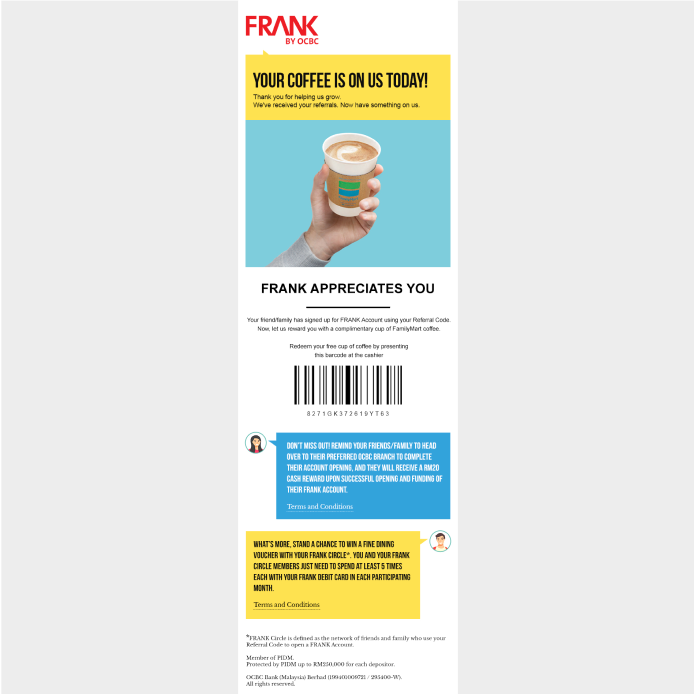 FRANK
BY OCBC
YOUR COFFEE IS ON US TODAY!
Thank you for helping us grow.
We've received your referrals. Now have something on us.
FRANK APPRECIATES YOU
Your friend/family has signed up for FRANK Account using your Referral Code.
Now, let us reward you with a complimentary cup of FamilyMart coffee.
Redeem your free cup of coffee by presenting
this barcode at the cashier
8271GK372619YT63
DON'T MISS OUT! REMIND YOUR FRIENDS/FAMILY TO HEAD
OVER TO THEIR PREFERRED OCBC BRANCH TO COMPLETE
THEIR ACCOUNT OPENING, AND THEY WILL RECEIVE A RM20
CASH REWARD UPON SUCCESSFUL OPENING AND FUNDING OF
THEIR FRANK ACCOUNT.
Terms and Conditions
WHAT'S MORE, STAND A CHANCE TO WIN A FINE DINING
VOUCHER WITH YOUR FRANK CIRCLE*. YOU AND YOUR FRANK
CIRCLE MEMBERS JUST NEED TO SPEND AT LEAST 5 TIMES
EACH WITH YOUR FRANK DEBIT CARD IN EACH PARTICIPATING
MONTH.
Terms and Conditions
*FRANK Circle is defined as the network of friends and family who use your
Referral Code to open a FRANK Account.
Member of PIDM.
Protected by PIDM up to RM250,000 for each depositor.
OCBC Bank (Malaysia) Berhad (199401009721 / 295400-W).
All rights reserved.